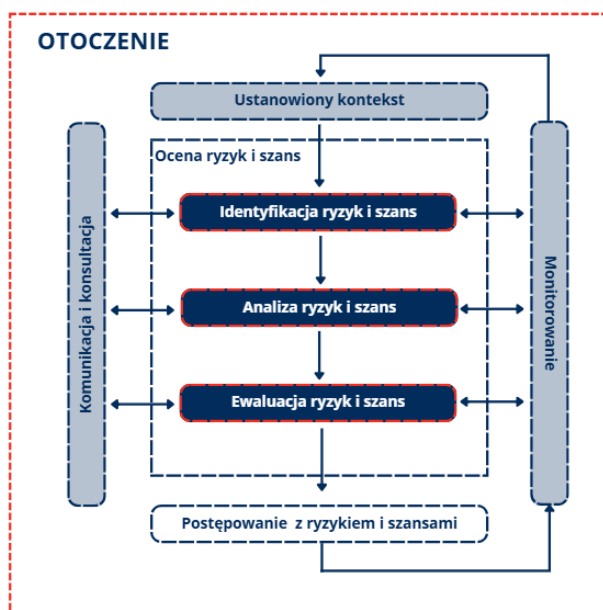 OTOCZENIE
Ustanowiony kontekst
Ocena ryzyk i szans
Identyfikacja ryzyk i szans
Analiza ryzyk i szans
Ewaluacja ryzyk i szans
Postępowanie z ryzykiem i szansami
Komunikacja i konsultacja
Monitorowanie